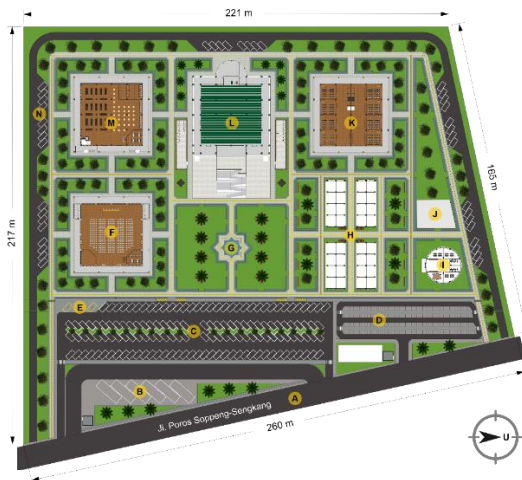 221 m
217 m
165 m
N
M
L
K
J
F
G
H
I
E
C
D
B
A
Jl. Poros Soppeng-Sengkang
260 m
U